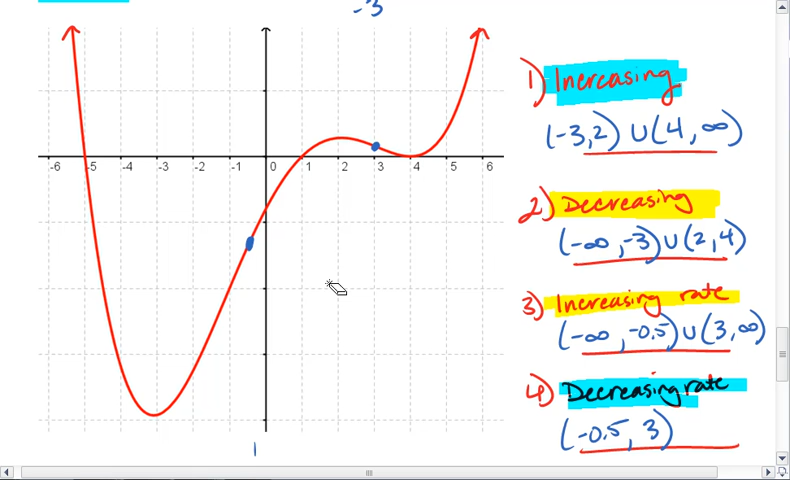 -3
1) Increasing
(-3,2) ∪ (4, ∞)
-6 -5 -4 -3 -2 -1 0 1 2 3 4 5 6
2) Decreasing
(-∞, -3) ∪ (2, 4)
3) Increasing rate
(-∞, -0.5) ∪ (3, ∞)
4) Decreasing rate
(-0.5, 3)